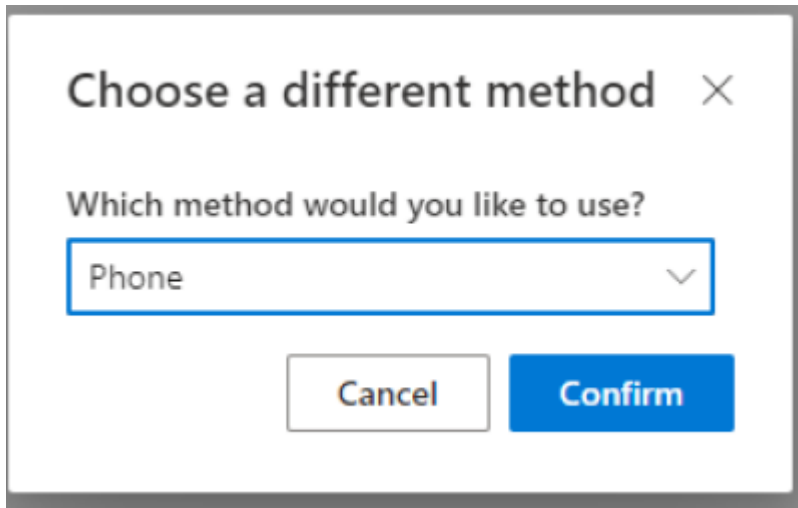 Choose a different method
Which method would you like to use?
Phone
Cancel Confirm